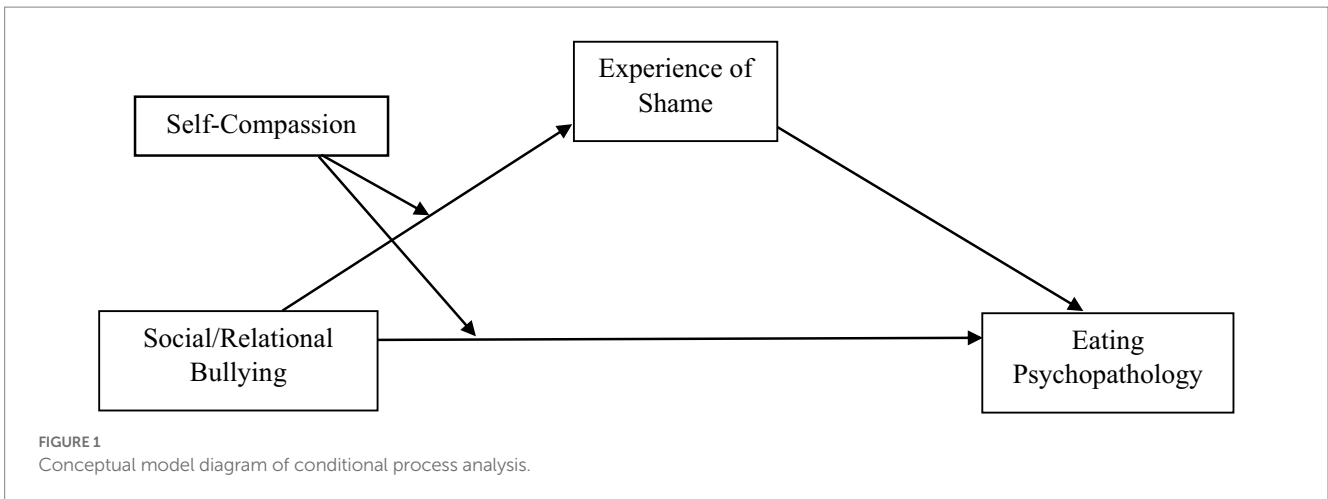 Experience of
Shame
Self-Compassion
Social/Relational
Bullying
Eating
Psychopathology
FIGURE 1
Conceptual model diagram of conditional process analysis.